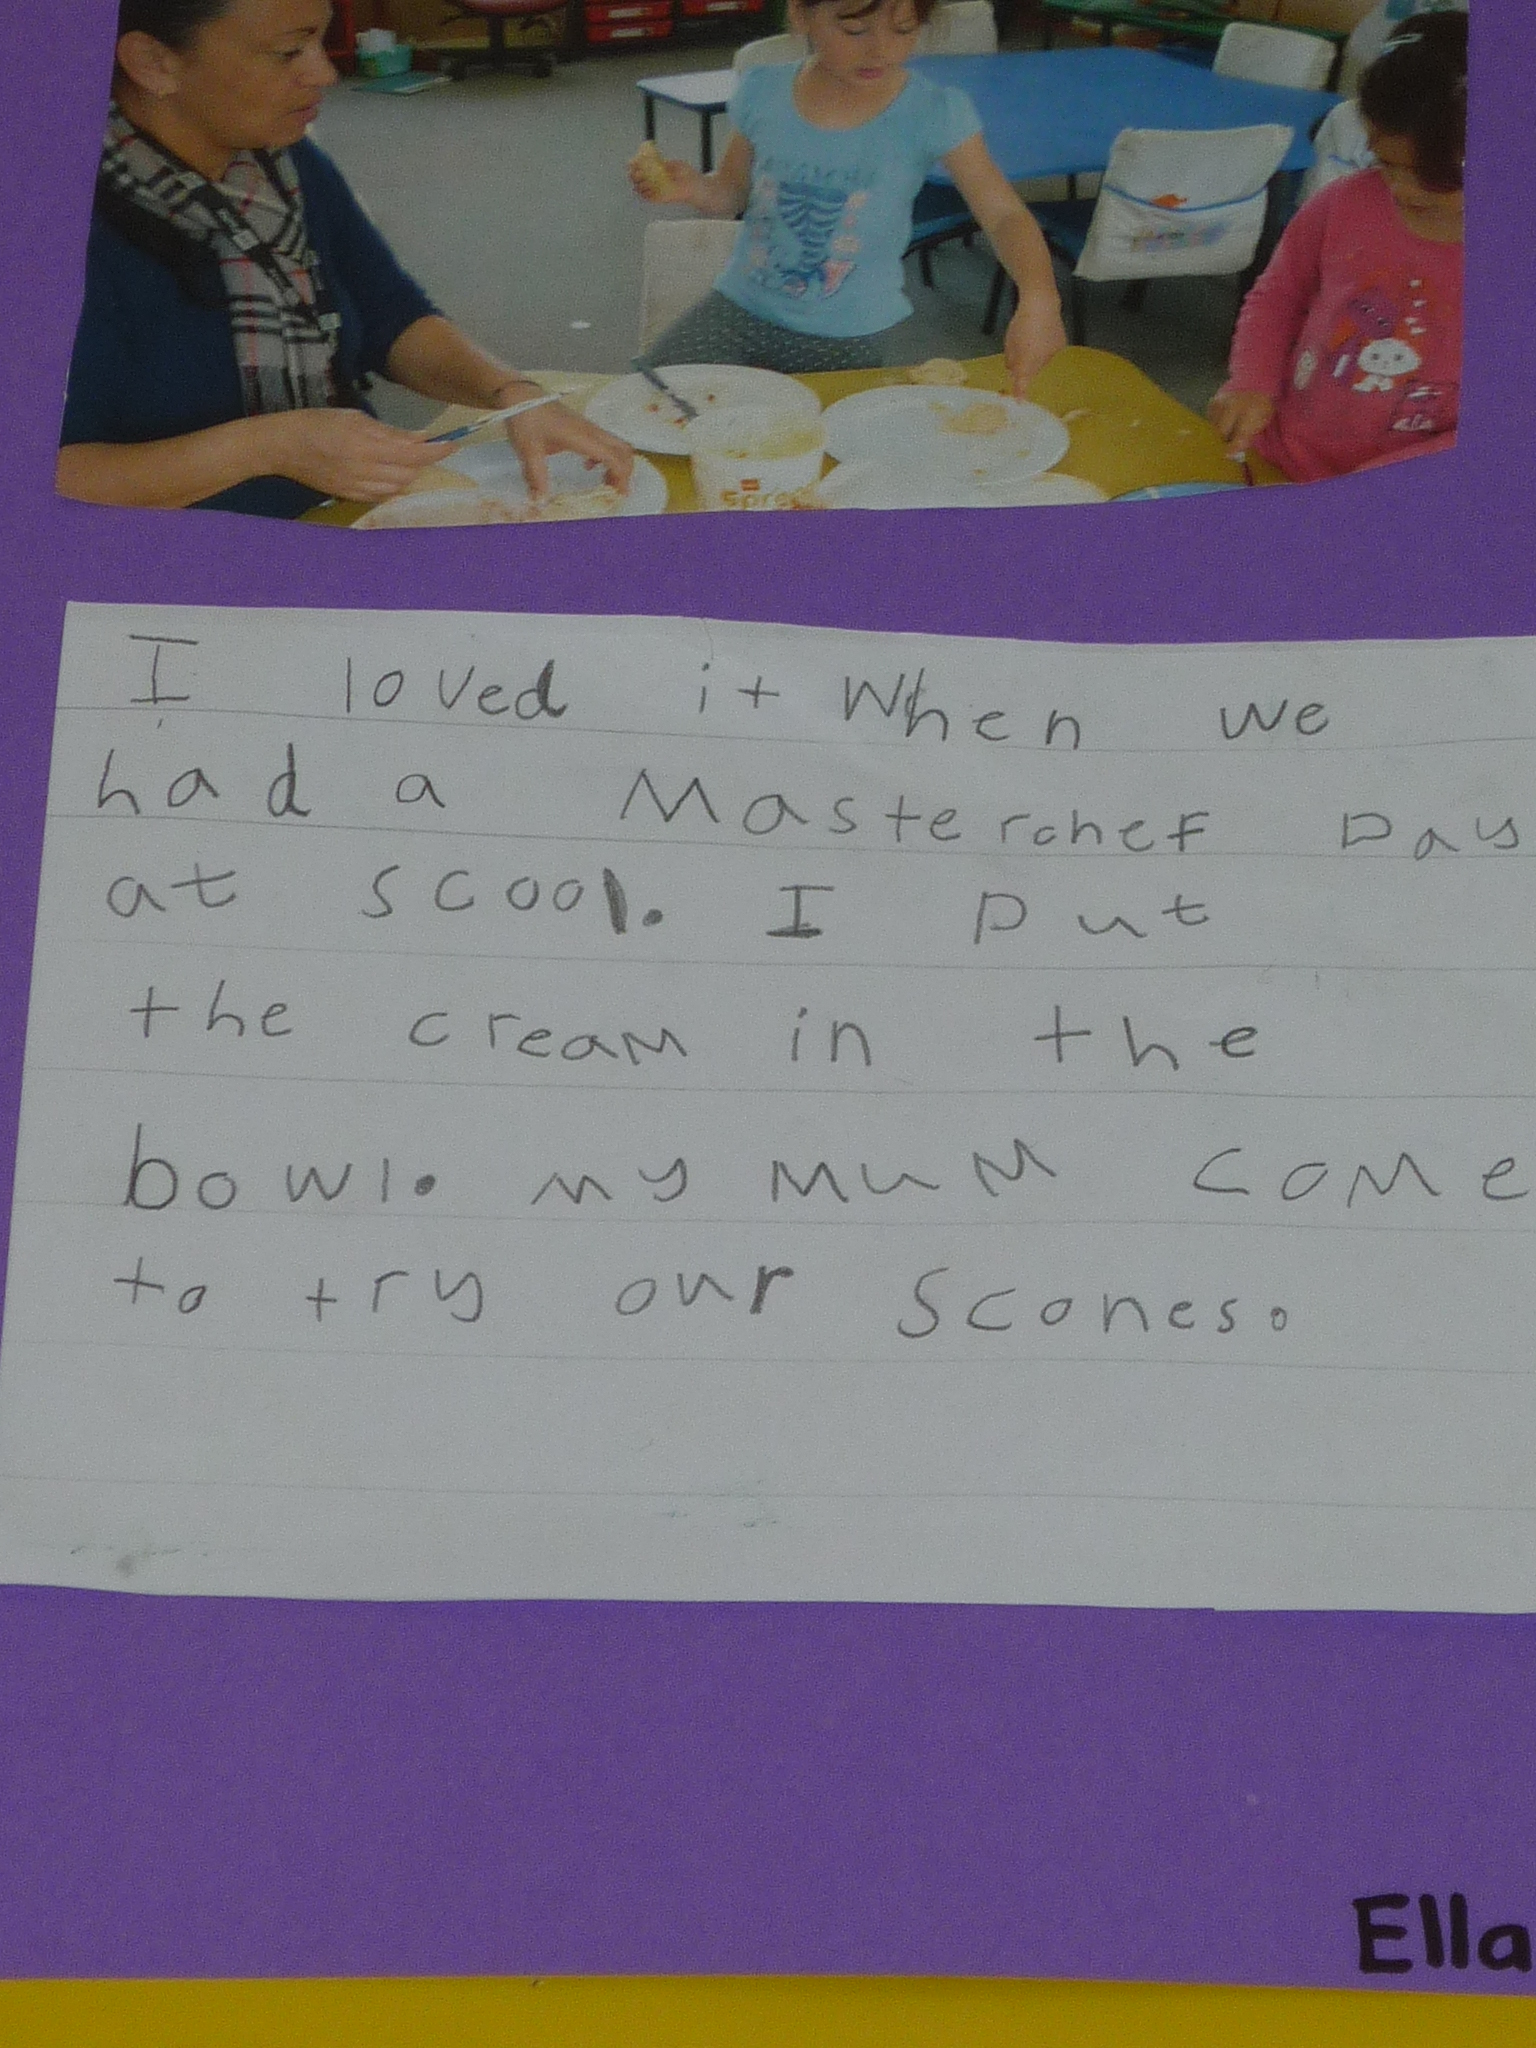 I loved it When we
had a MasterchEF Day
at scool. I put
the cream in the
bowl. my MuM coMe
to try our scones.
Ella